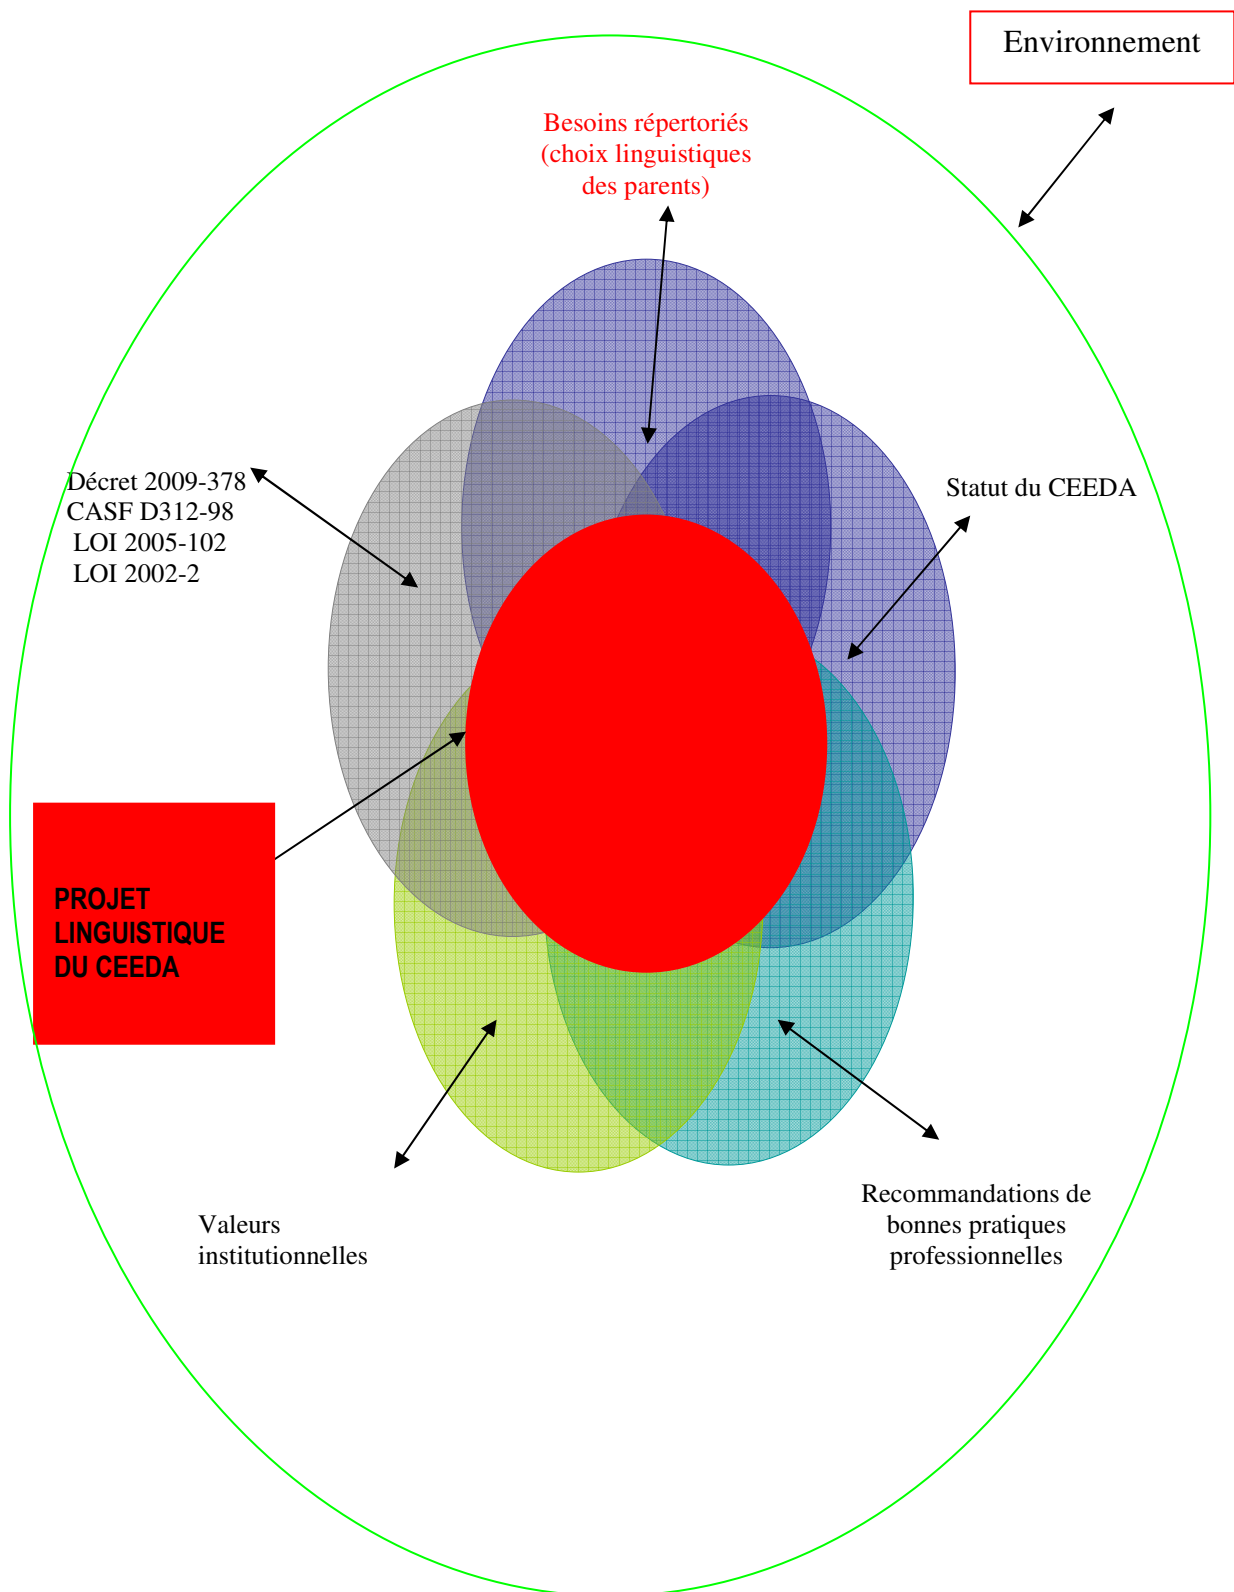 Environnement
Besoins répertoriés
(choix linguistiques
des parents)
Décret 2009-378
CASF D312-98
LOI 2005-102
LOI 2002-2
Statut du CEEDA
PROJET
LINGUISTIQUE
DU CEEDA
Valeurs
institutionnelles
Recommandations de
bonnes pratiques
professionnelles